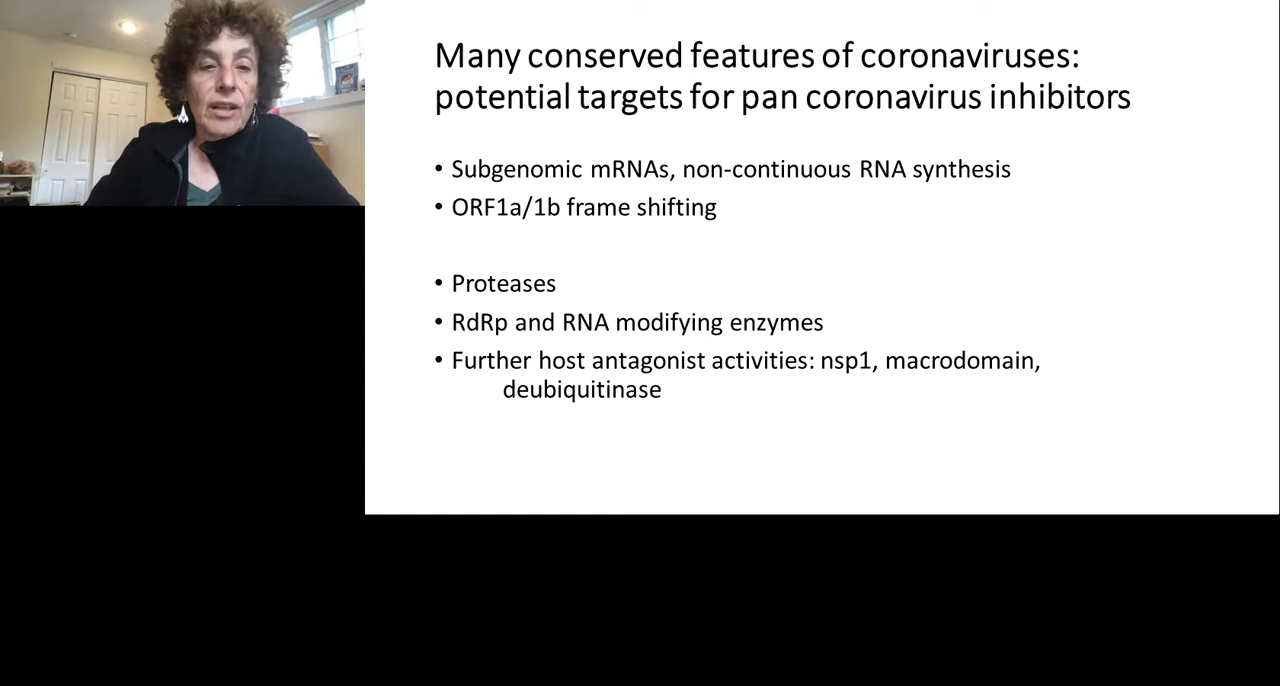 Many conserved features of coronaviruses:
potential targets for pan coronavirus inhibitors
• Subgenomic mRNAs, non-continuous RNA synthesis
• ORF1a/1b frame shifting
• Proteases
• RdRp and RNA modifying enzymes
• Further host antagonist activities: nsp1, macrodomain,
deubiquitinase